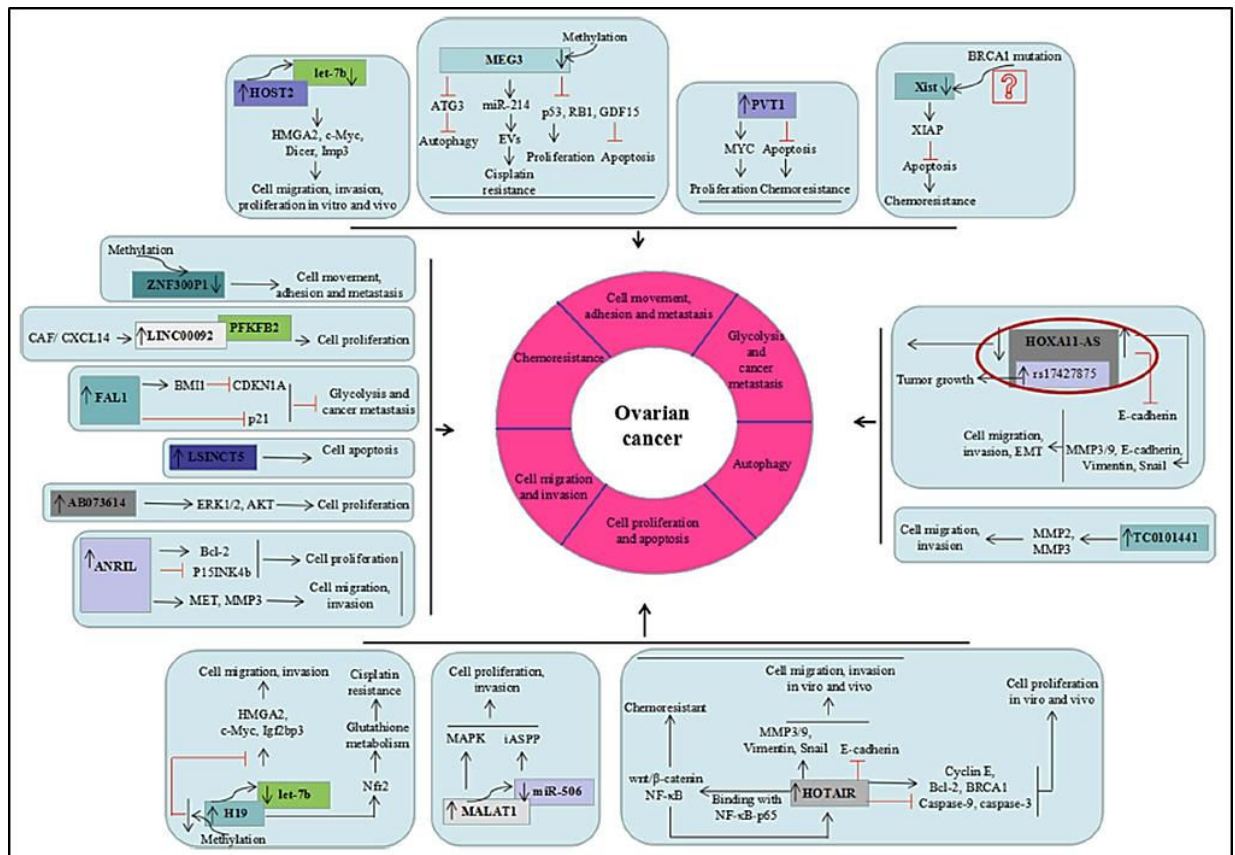 let-7b
HOST2
HMGA2, c-Myc,
Dicer, Imp3
Cell migration, invasion,
proliferation in vitro and vivo
Methylation
MEG3
ATG3
miR-214
p53, RB1, GDF15
Autophagy
EVs
Proliferation
Apoptosis
Cisplatin
resistance
PVT1
MYC
Apoptosis
Proliferation
Chemoresistance
BRCA1 mutation
Xist
?
XIAP
Apoptosis
Chemoresistance
Methylation
ZNF300P1
Cell movement,
adhesion and metastasis
CAF/ CXCL14
LINC00092
PFKFB2
Cell proliferation
FAL1
BMI1
CDKN1A
p21
Glycolysis and
cancer metastasis
LSINCT5
Cell apoptosis
AB073614
ERK1/2, AKT
Cell proliferation
ANRIL
Bcl-2
P15INK4b
Cell proliferation
MET, MMP3
Cell migration,
invasion
Cell movement,
adhesion and metastasis
Glycolysis
and
cancer
metastasis
Chemoresistance
Ovarian
cancer
Autophagy
Cell migration
and invasion
Cell proliferation
and apoptosis
HOXA11-AS
rs17427875
Tumor growth
E-cadherin
Cell migration,
invasion, EMT
MMP3/9, E-cadherin,
Vimentin, Snail
Cell migration,
invasion
MMP2,
MMP3
TC0101441
Cell migration, invasion
Cisplatin
resistance
HMGA2,
c-Myc, Igf2bp3
Glutathione
metabolism
Nrf2
let-7b
H19
Methylation
Cell proliferation,
invasion
MAPK
iASPP
miR-506
MALAT1
Cell migration, invasion
in viro and vivo
Cell proliferation
in viro and vivo
Chemoresistant
MMP3/9,
Vimentin, Snail
E-cadherin
wnt/β-catenin
NF-κB
Binding with
NF-κB-p65
HOTAIR
Cyclin E,
Bcl-2, BRCA1
Caspase-9, caspase-3